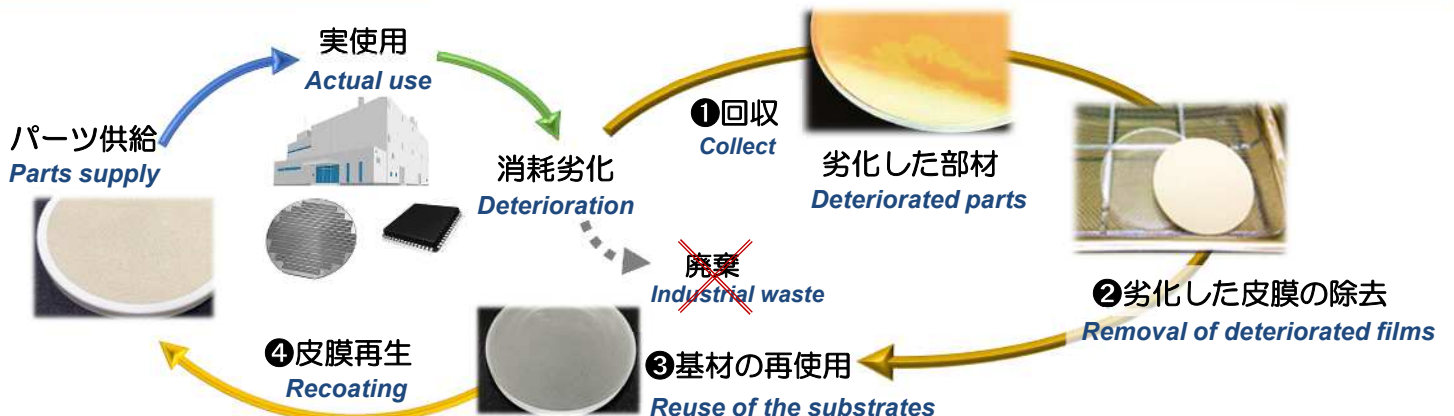 実使用
Actual use
パーツ供給
Parts supply
消耗劣化
Deterioration
❶回収
Collect
劣化した部材
Deteriorated parts
廃棄
Industrial waste
❷劣化した皮膜の除去
Removal of deteriorated films
❸基材の再使用
Reuse of the substrates
❹皮膜再生
Recoating